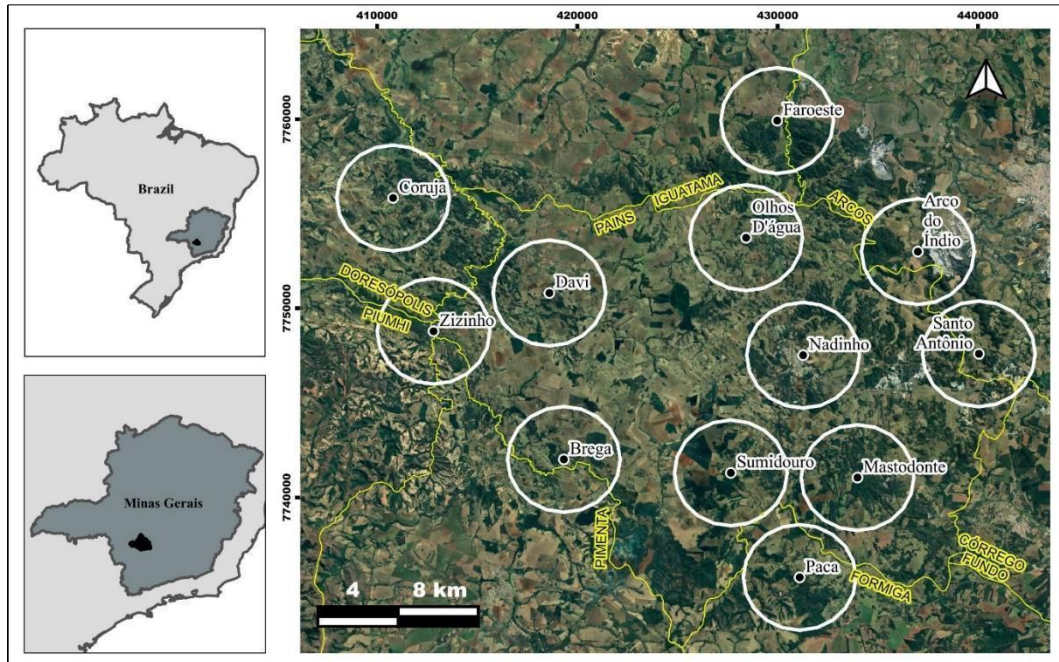 410000
420000
430000
440000
7760000
7750000
7740000
Brazil
Minas Gerais
Faroeste
Coruja
IGUATAMA
PAINS
Olhos
D'água
ARCOS
Arco
do
Índio
Davi
DORESÓPOLIS
PIUMHI
Zizinho
Nadinho
Santo
Antônio
Brega
Sumidouro
Mastodonte
PIMENTA
Paca
FORMIGA
CÓRREGO
FUNDO
4 8 km